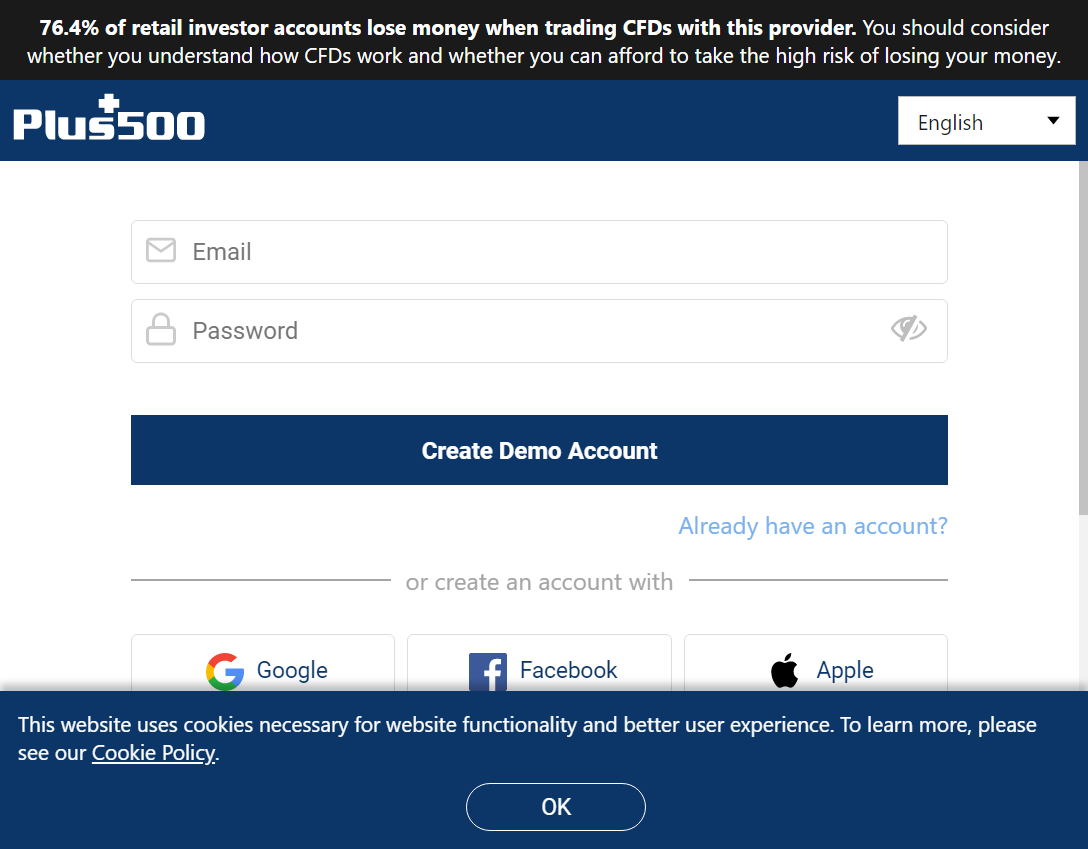 76.4% of retail investor accounts lose money when trading CFDs with this provider. You should consider
whether you understand how CFDs work and whether you can afford to take the high risk of losing your money.
Plus500
English
Email
Password
Create Demo Account
Already have an account?
or create an account with
Google
Facebook
Apple
This website uses cookies necessary for website functionality and better user experience. To learn more, please
see our Cookie Policy.
OK